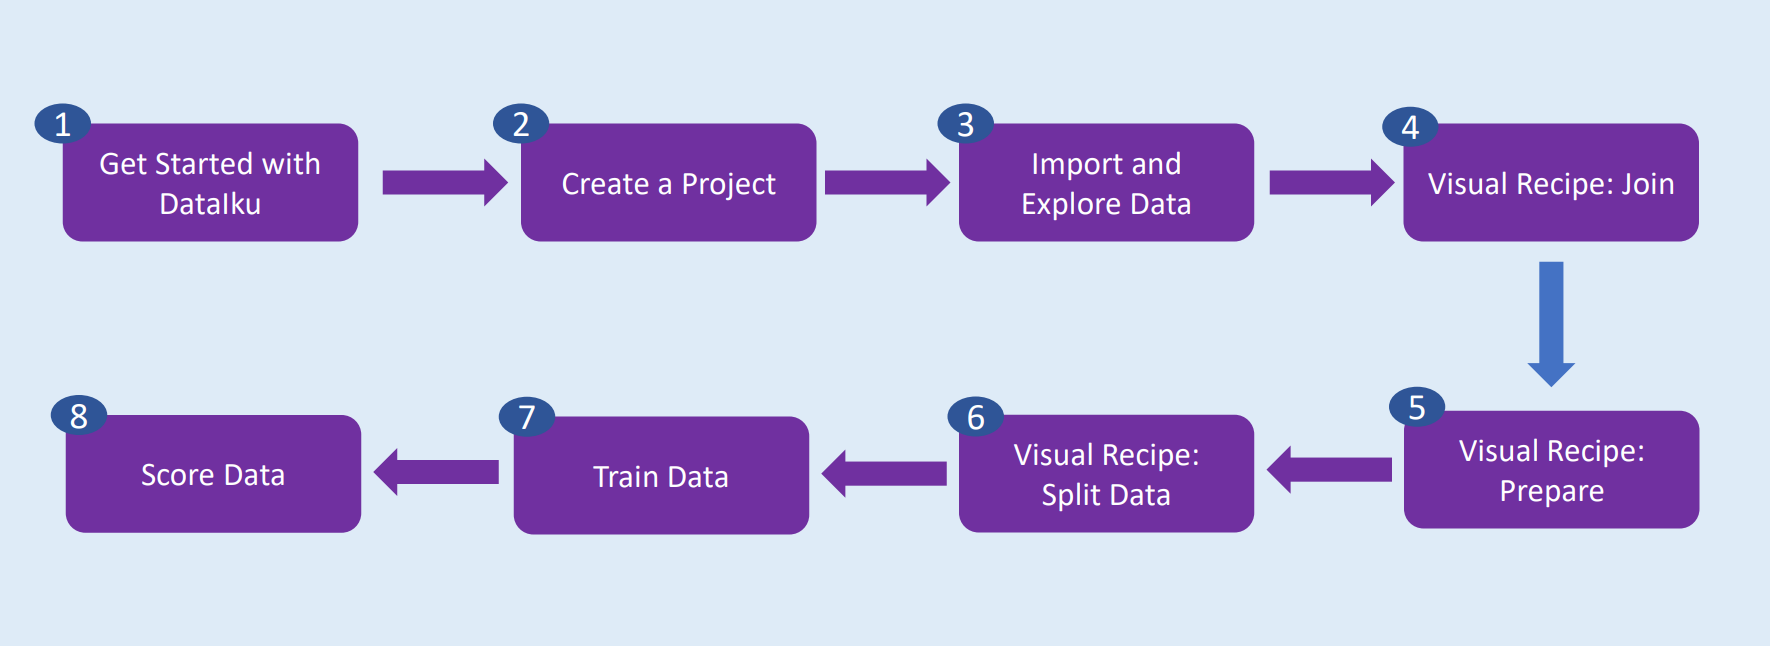 1
Get Started with
DataIku
2
Create a Project
3
Import and
Explore Data
4
Visual Recipe: Join
5
Visual Recipe:
Prepare
6
Visual Recipe:
Split Data
7
Train Data
8
Score Data